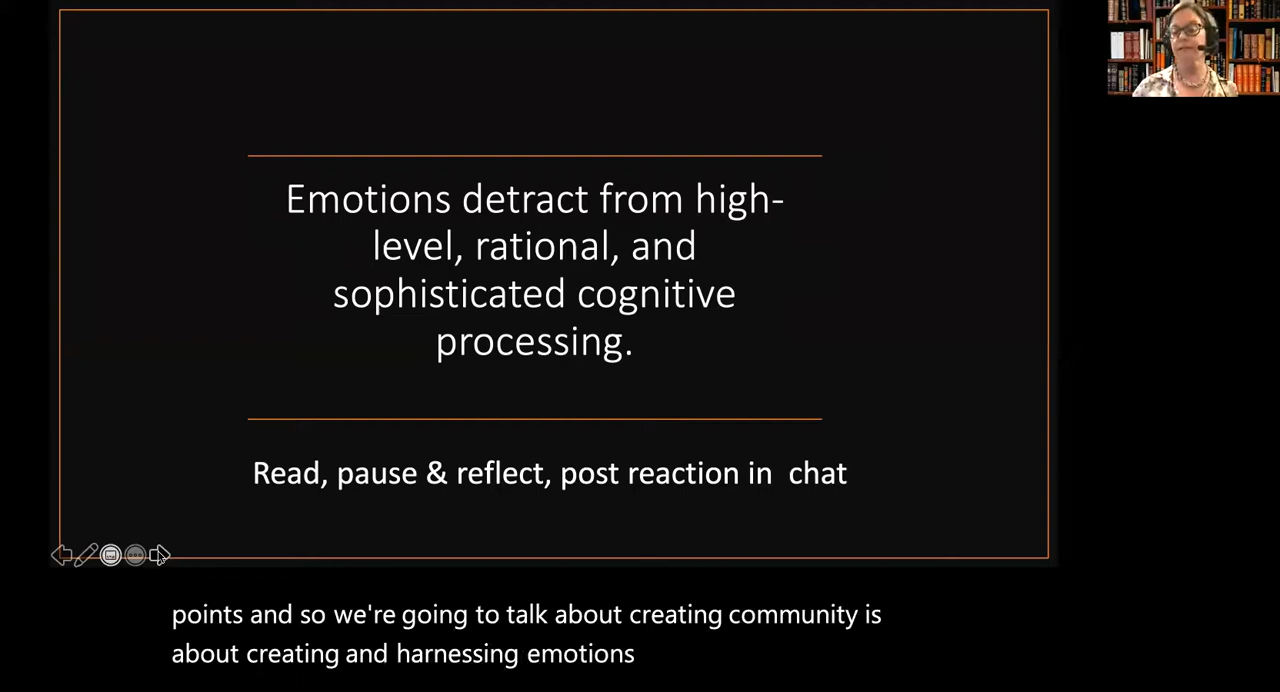 Emotions detract from high-
level, rational, and
sophisticated cognitive
processing.
Read, pause & reflect, post reaction in chat
points and so we're going to talk about creating community is
about creating and harnessing emotions